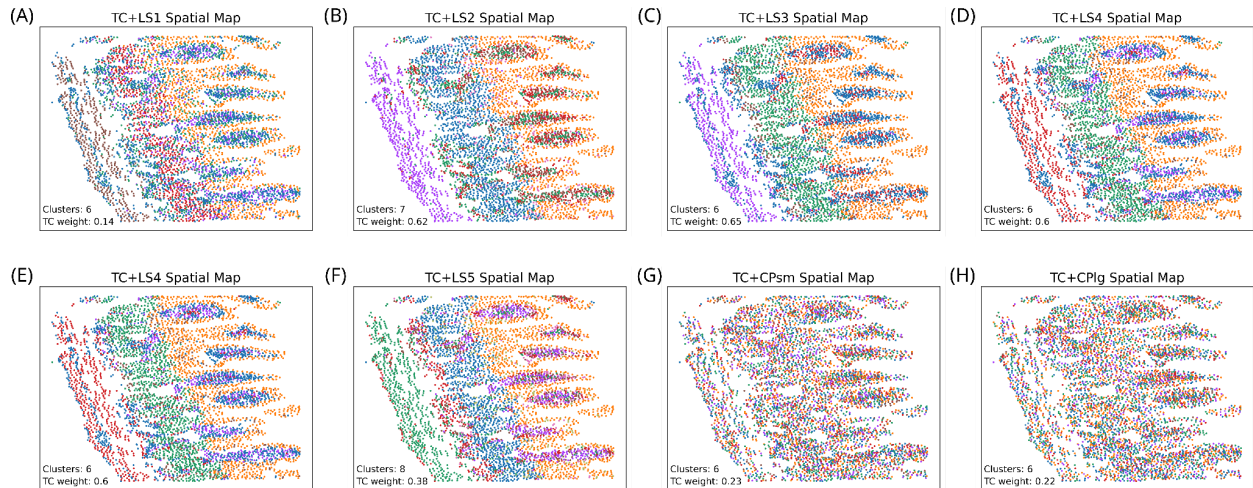 (A) TC+LS1 Spatial Map
Clusters: 6
TC weight: 0.14
(B) TC+LS2 Spatial Map
Clusters: 7
TC weight: 0.62
(C) TC+LS3 Spatial Map
Clusters: 6
TC weight: 0.65
(D) TC+LS4 Spatial Map
Clusters: 6
TC weight: 0.6
(E) TC+LS4 Spatial Map
Clusters: 6
TC weight: 0.6
(F) TC+LS5 Spatial Map
Clusters: 8
TC weight: 0.38
(G) TC+CPsm Spatial Map
Clusters: 6
TC weight: 0.23
(H) TC+CPlg Spatial Map
Clusters: 6
TC weight: 0.22